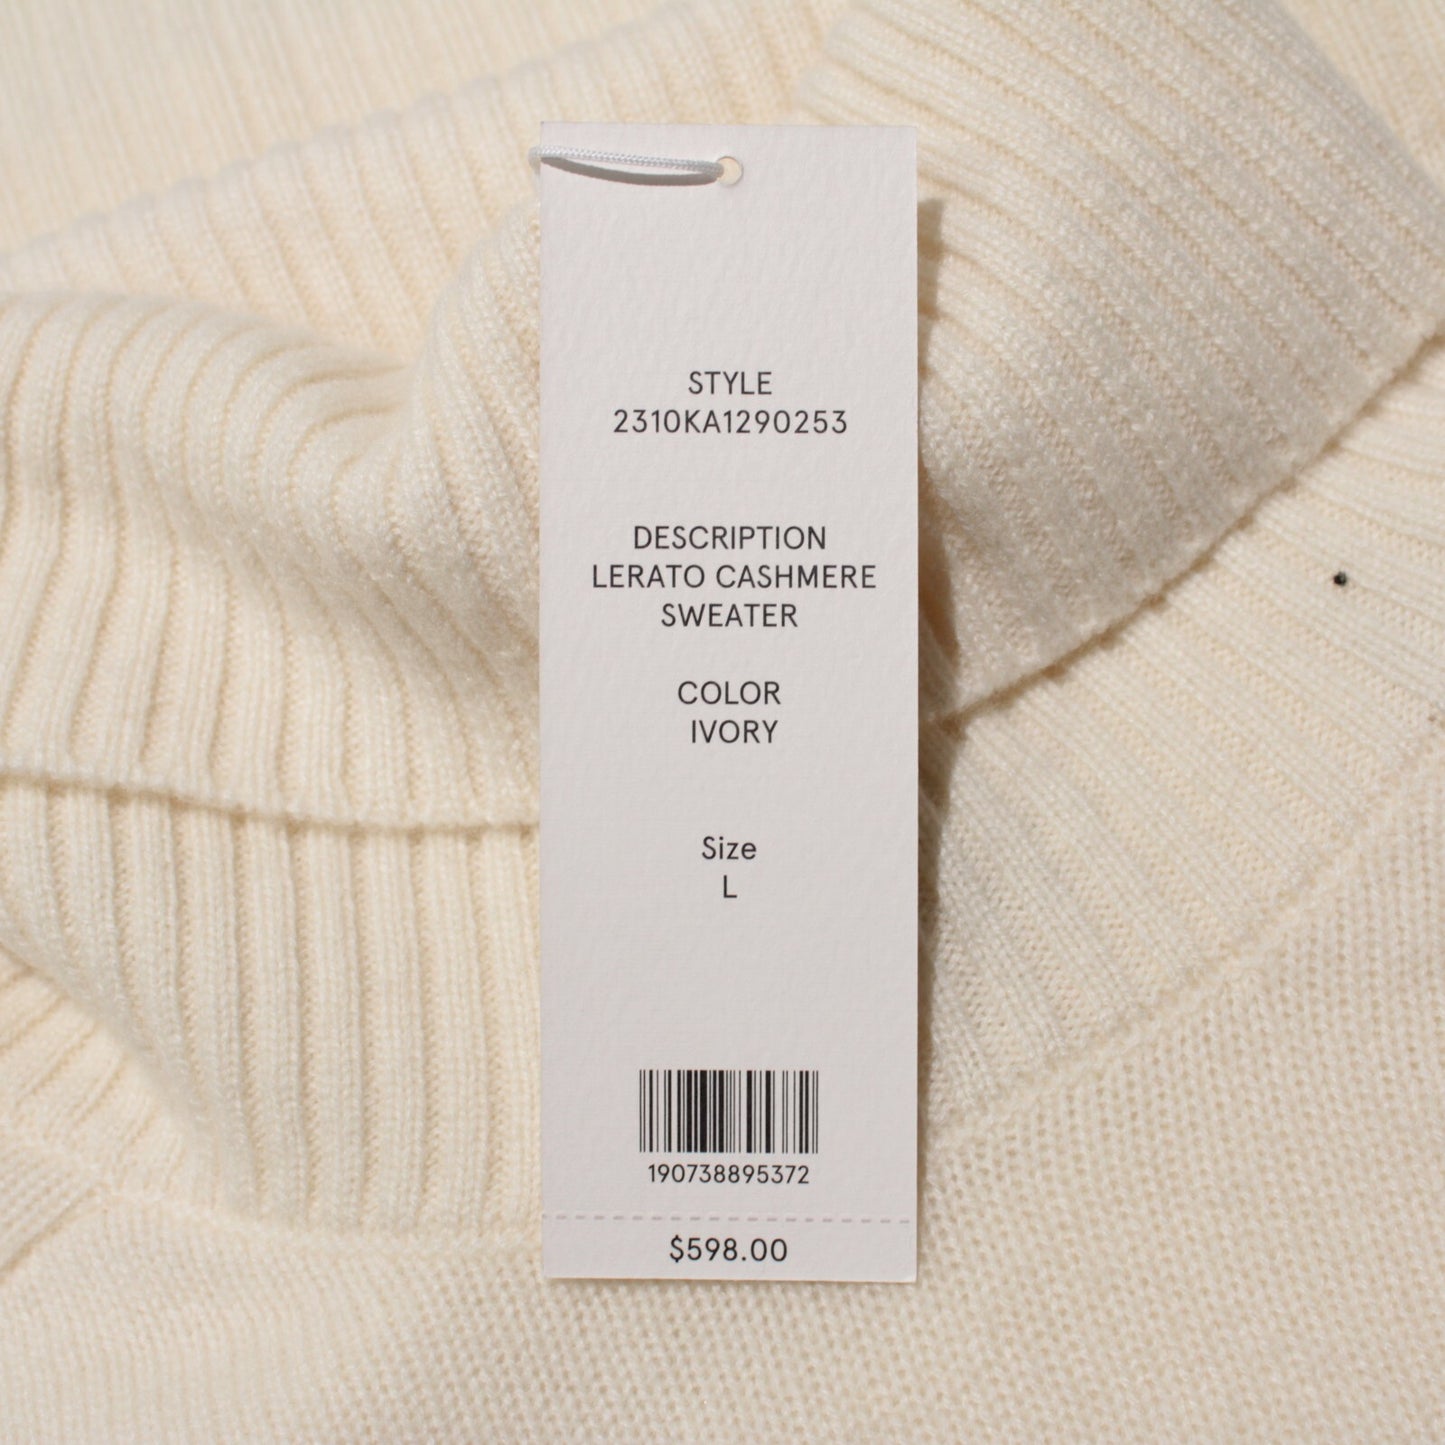 STYLE
2310KA1290253
DESCRIPTION
LERATO CASHMERE
SWEATER
COLOR
IVORY
Size
L
190738895372
$598.00